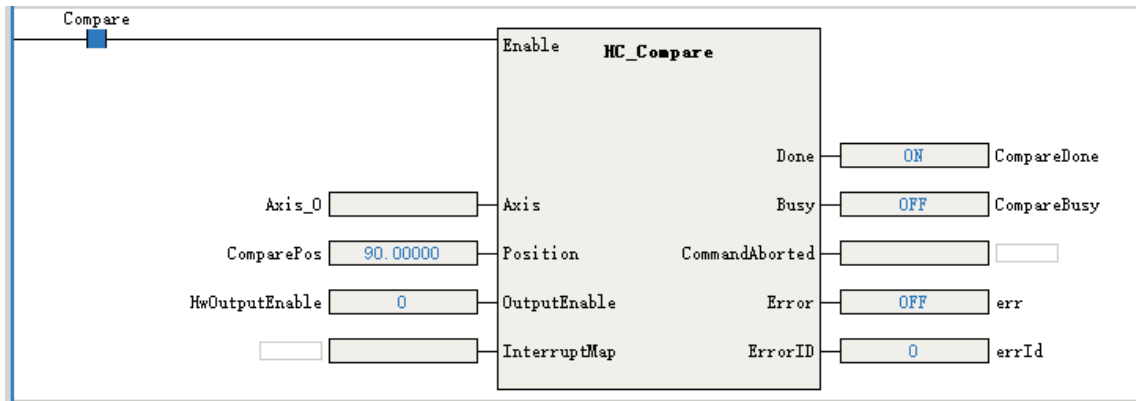 Compare
Enable HC_Compare
Done ON CompareDone
Axis_0 Axis Busy OFF CompareBusy
ComparePos 90.00000 Position CommandAborted
HwOutputEnable 0 OutputEnable Error OFF err
InterruptMap ErrorID 0 errId